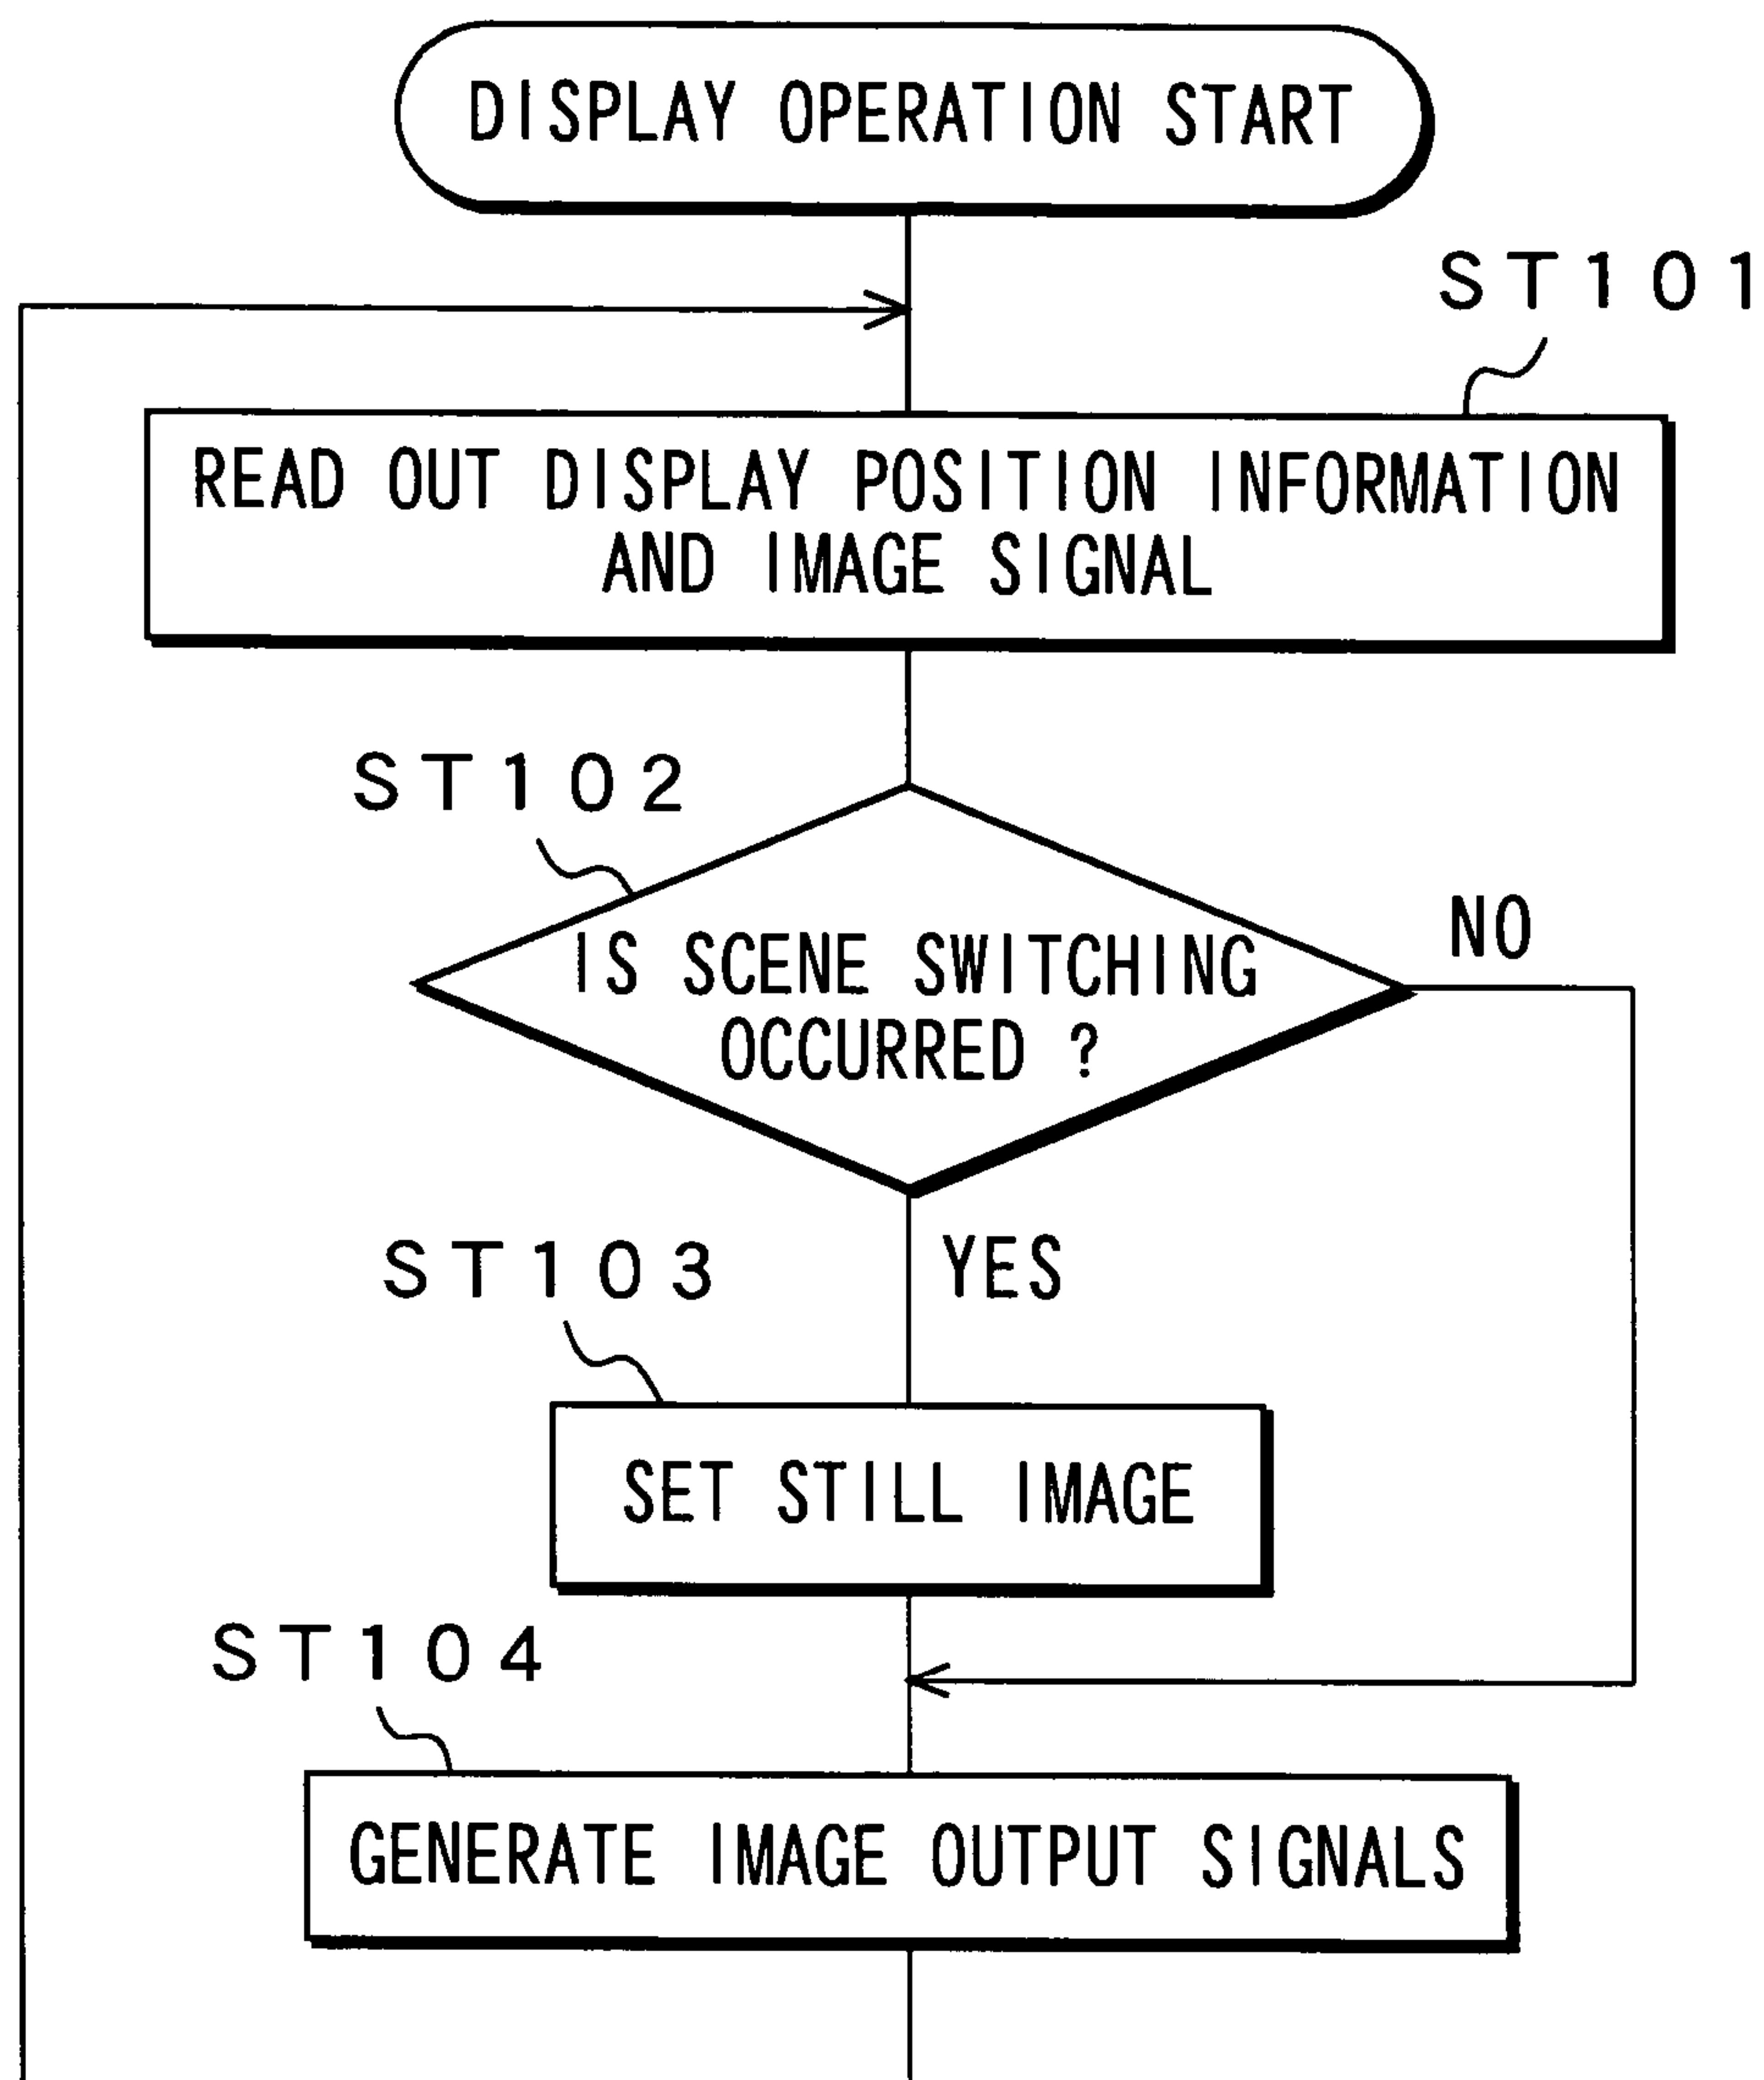 DISPLAY OPERATION START
ST101
READ OUT DISPLAY POSITION INFORMATION
AND IMAGE SIGNAL
ST102
IS SCENE SWITCHING
OCCURRED ?
NO
YES
ST103
SET STILL IMAGE
ST104
GENERATE IMAGE OUTPUT SIGNALS